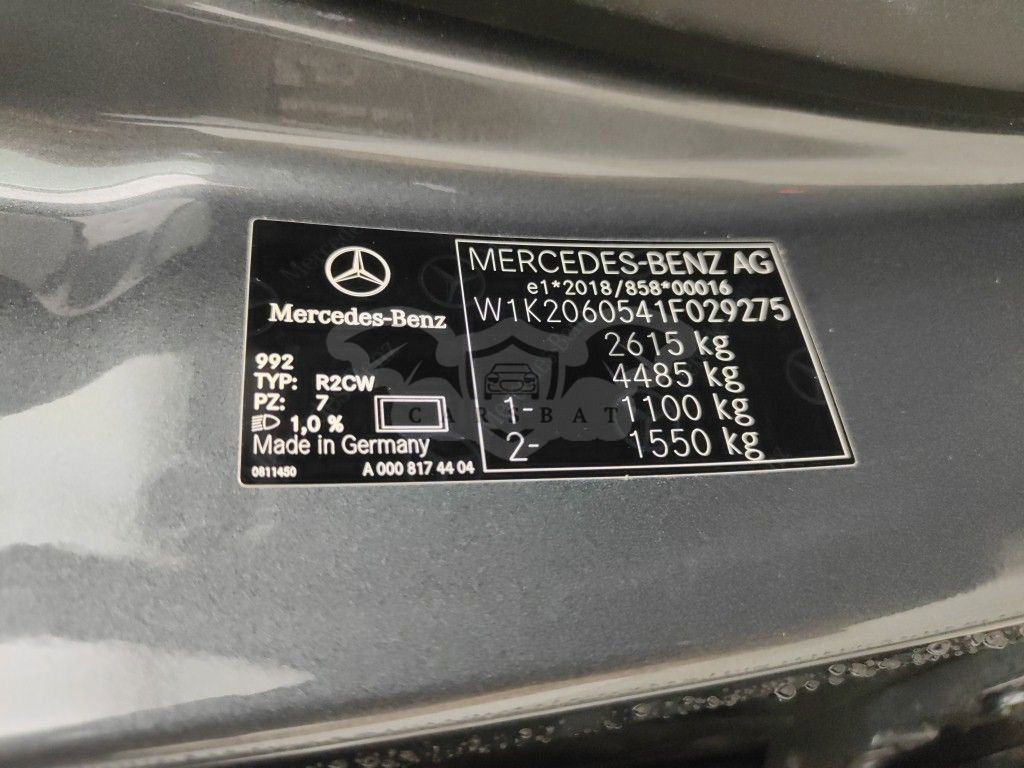 Mercedes-Benz
992
TYP: R2CW
PZ: 7
1,0 %
Made in Germany
0811450
A 000 817 44 04
MERCEDES-BENZ AG
e1*2018/858*00016
W1K2060541F029275
2615 kg
4485 kg
1- 1100 kg
2- 1550 kg
CARSBAT